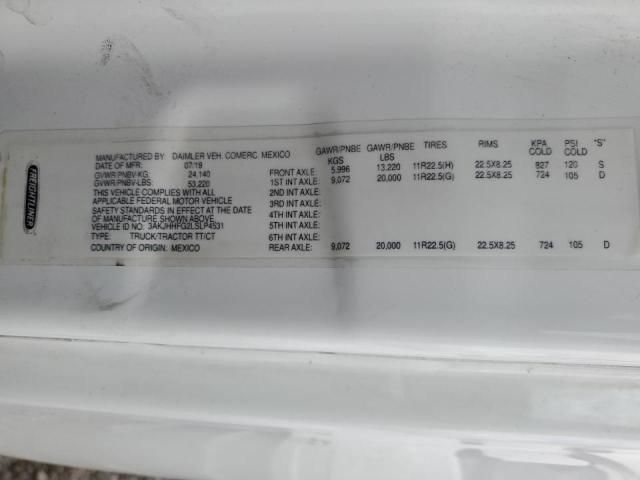 FREIGHTLINER
MANUFACTURED BY: DAIMLER VEH. COMERC. MEXICO
DATE OF MFR: 07/19
GVWR/PNBV-KG: 24,140
GVWR/PNBV-LBS: 53,220
THIS VEHICLE COMPLIES WITH ALL
APPLICABLE FEDERAL MOTOR VEHICLE
SAFETY STANDARDS IN EFFECT ON THE DATE
OF MANUFACTURE SHOWN ABOVE.
VEHICLE ID NO.: 3AKJHHFG2LSLP4531
TYPE: TRUCK/TRACTOR TT/CT
COUNTRY OF ORIGIN: MEXICO
GAWR/PNBE KGS GAWR/PNBE LBS TIRES RIMS KPA COLD PSI COLD "S"
FRONT AXLE: 5,996 13,220 11R22.5(H) 22.5X8.25 827 120 S
1ST INT AXLE: 9,072 20,000 11R22.5(G) 22.5X8.25 724 105 D
2ND INT AXLE:
3RD INT AXLE:
4TH INT AXLE:
5TH INT AXLE:
6TH INT AXLE:
REAR AXLE: 9,072 20,000 11R22.5(G) 22.5X8.25 724 105 D